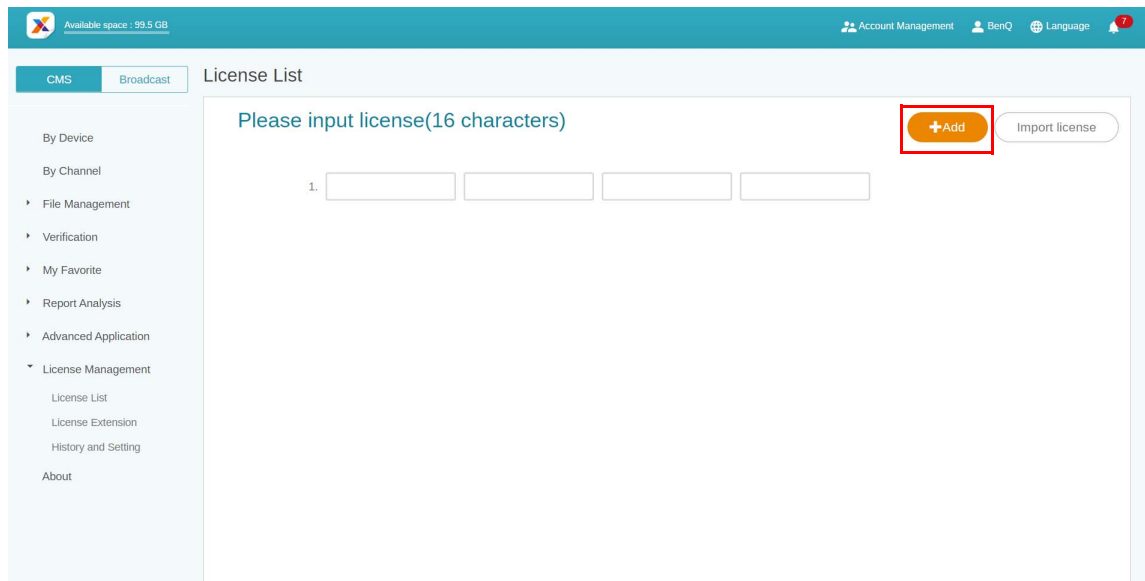 Available space : 99.5 GB
Account Management
BenQ
Language
7
CMS
Broadcast
License List
Please input license(16 characters)
+Add
Import license
1.
By Device
By Channel
File Management
Verification
My Favorite
Report Analysis
Advanced Application
License Management
License List
License Extension
History and Setting
About